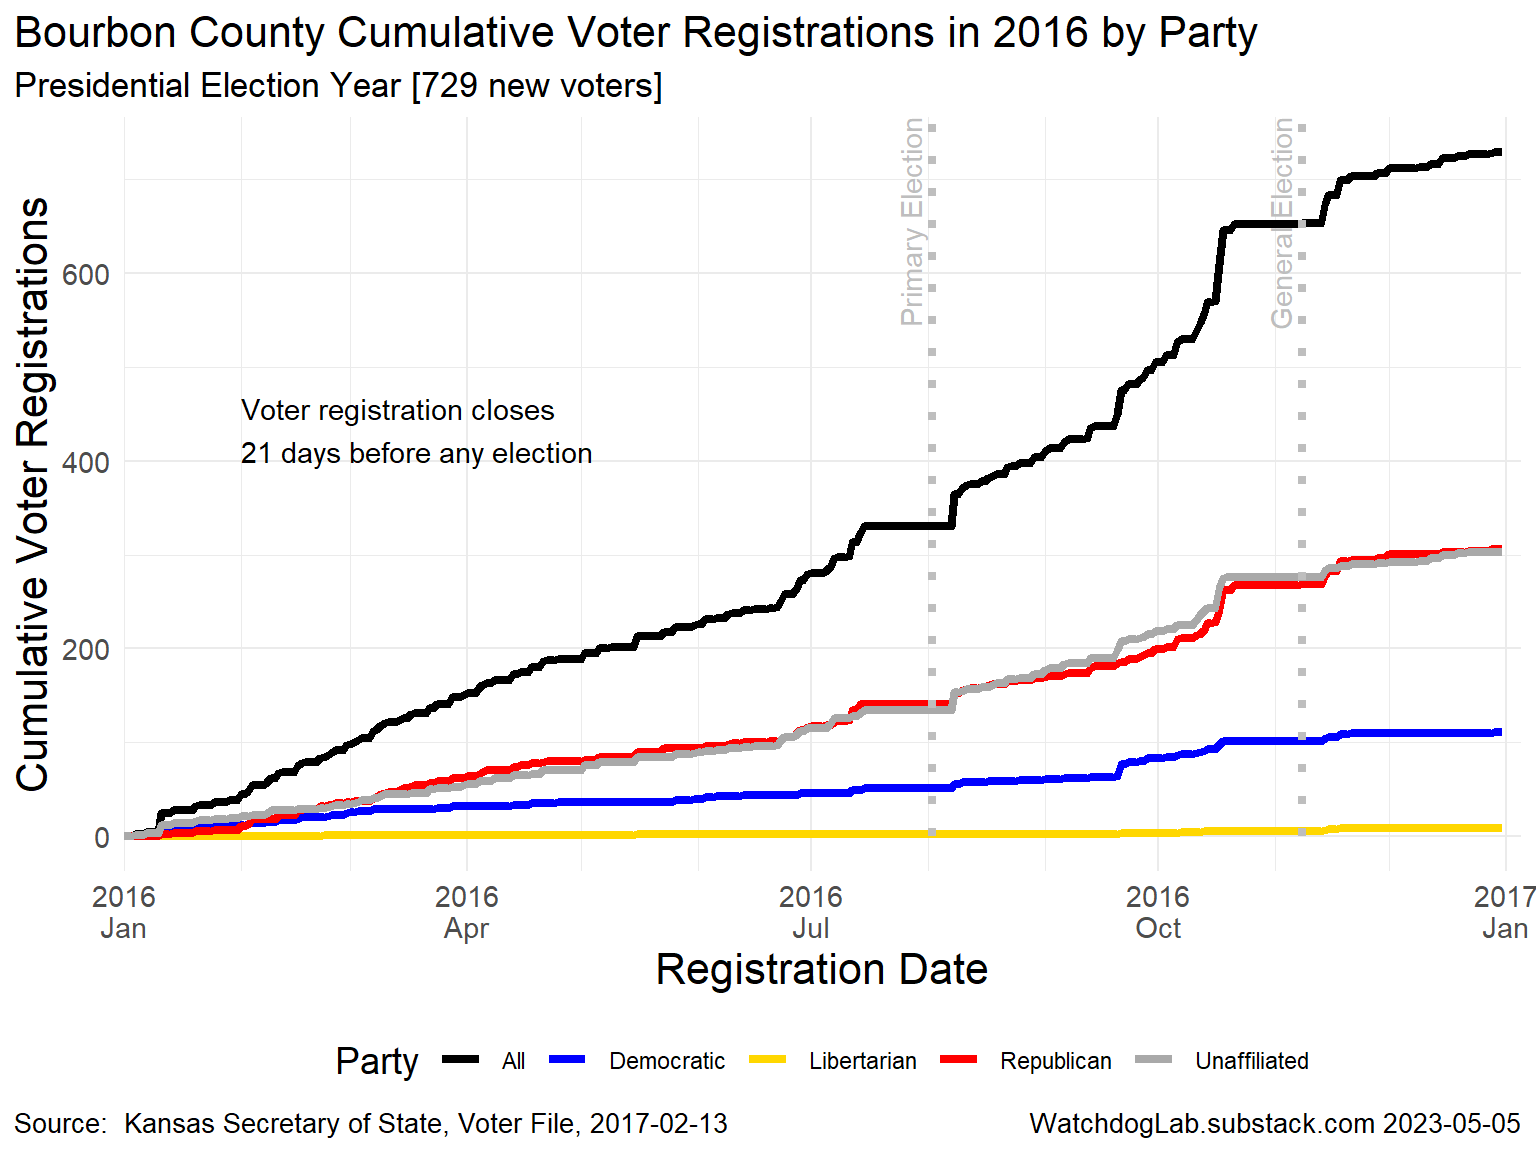 Bourbon County Cumulative Voter Registrations in 2016 by Party
Presidential Election Year [729 new voters]
Cumulative Voter Registrations
600
400
200
0
Primary Election
General Election
Voter registration closes
21 days before any election
2016 2016 2016 2016 2017
Jan Apr Jul Oct Jan
Registration Date
Party All Democratic Libertarian Republican Unaffiliated
Source:  Kansas Secretary of State, Voter File, 2017-02-13
WatchdogLab.substack.com 2023-05-05